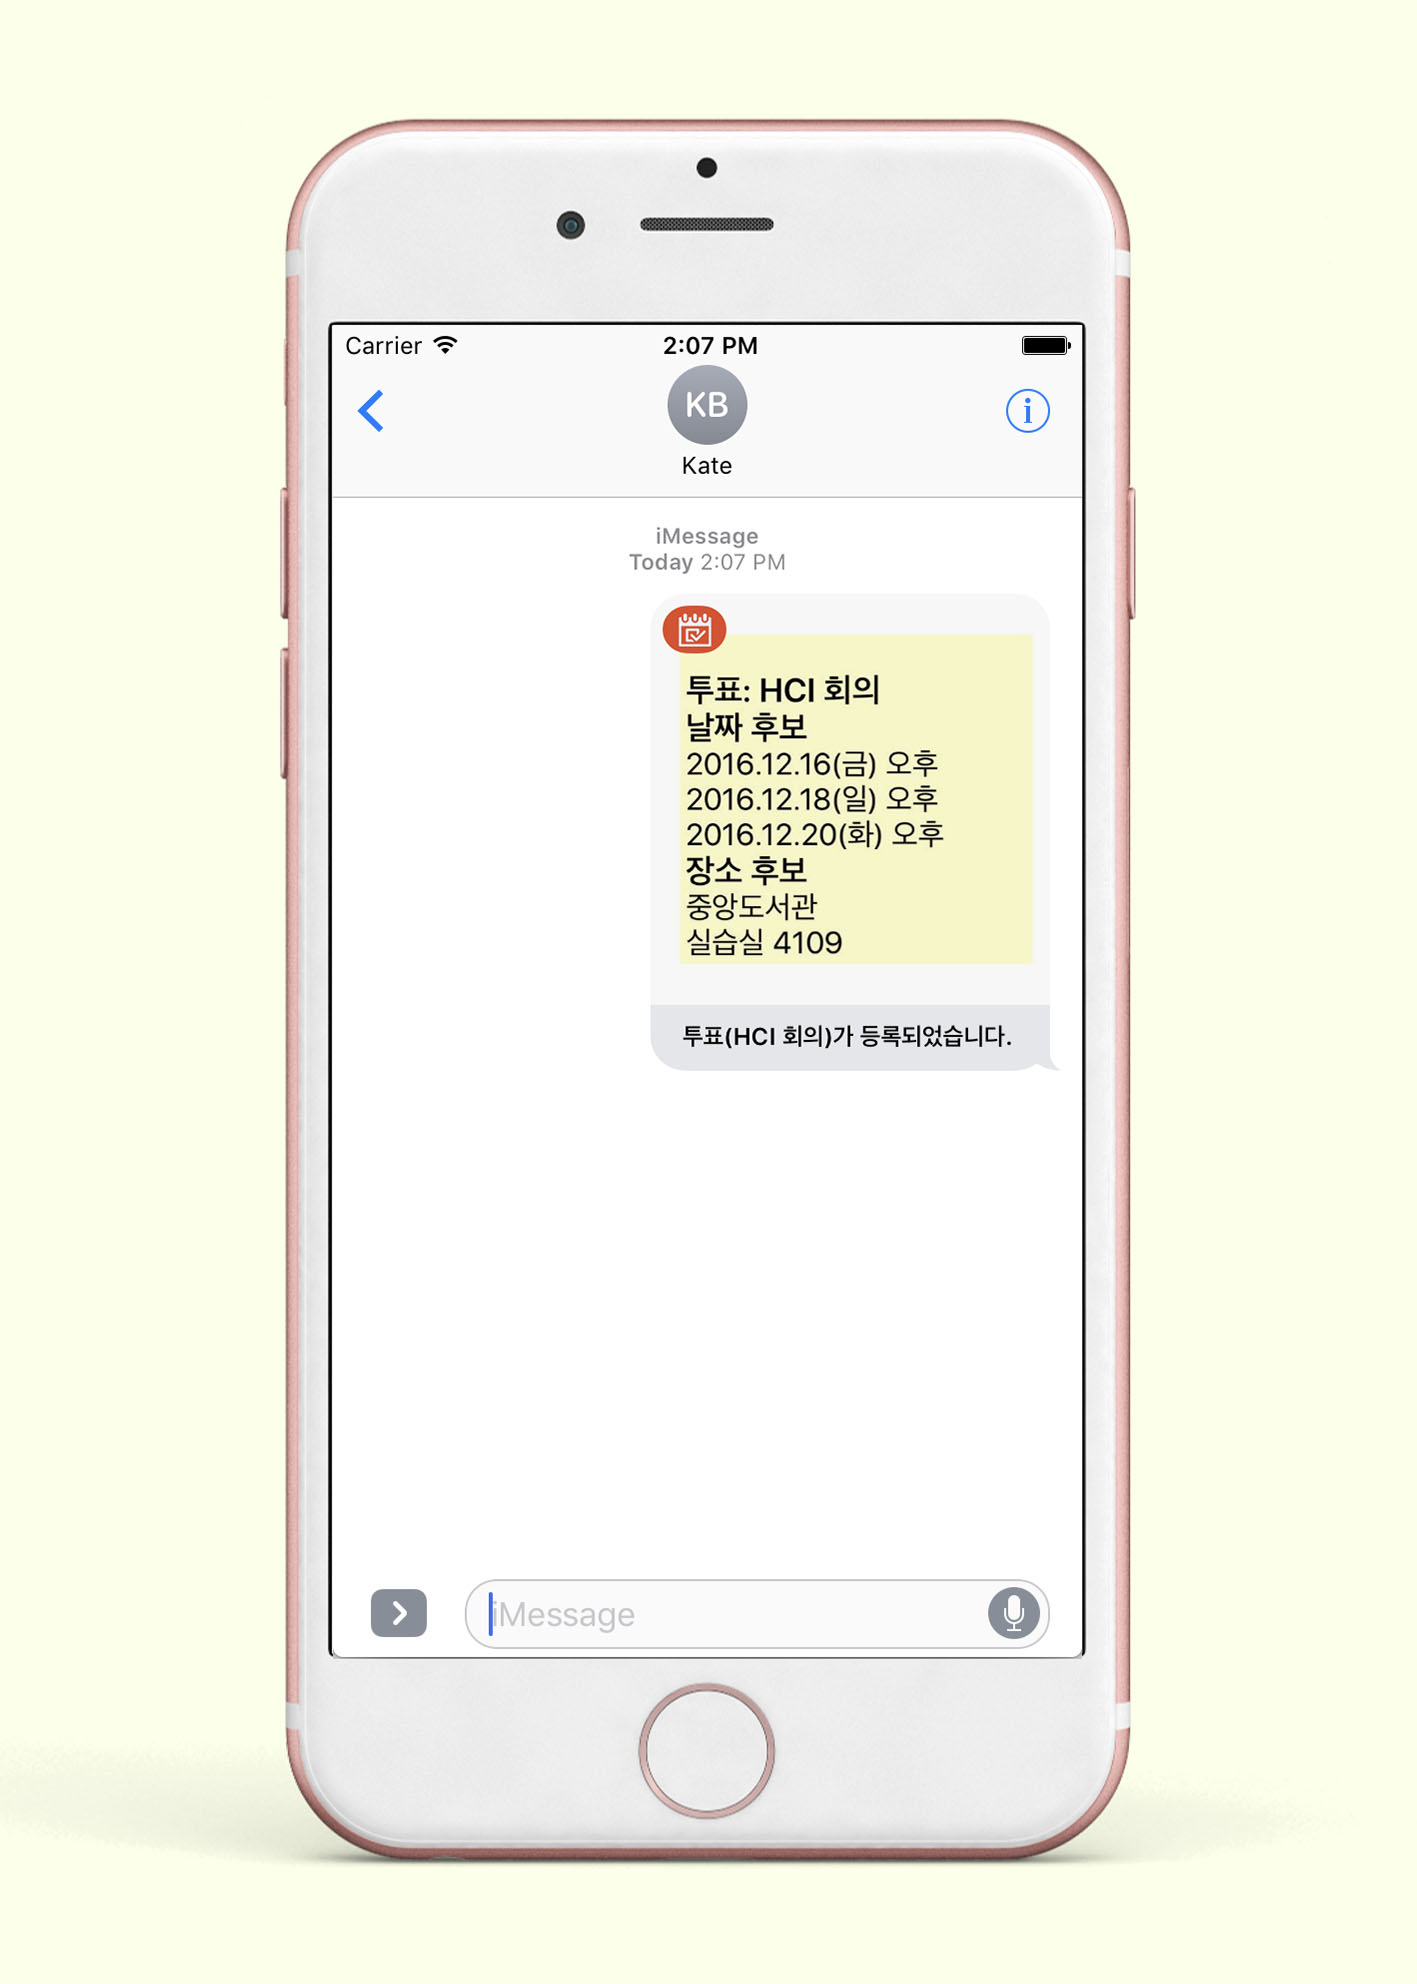 Carrier 2:07 PM
KB
Kate
iMessage
Today 2:07 PM
투표: HCI 회의
날짜 후보
2016.12.16(금) 오후
2016.12.18(일) 오후
2016.12.20(화) 오후
장소 후보
중앙도서관
실습실 4109
투표(HCI 회의)가 등록되었습니다.
iMessage